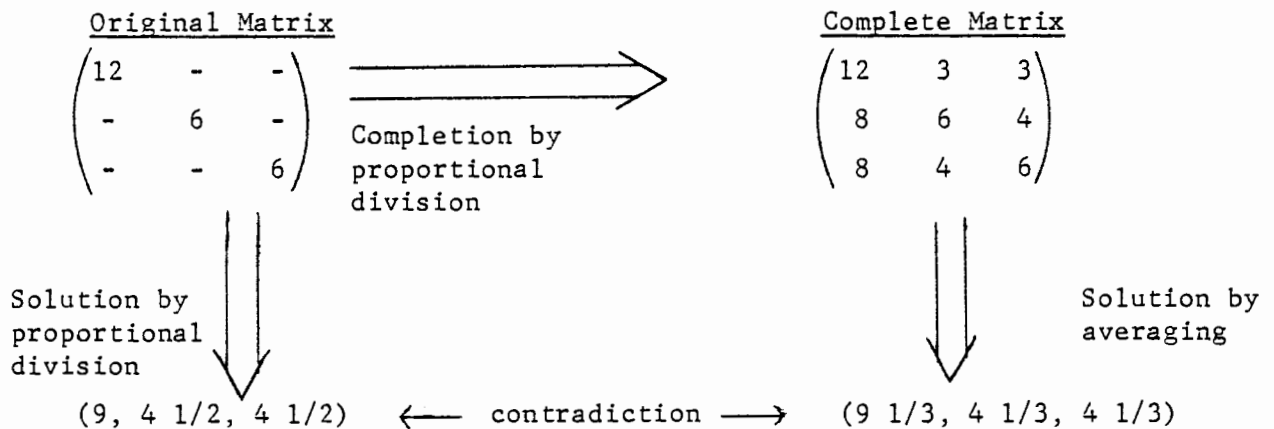 Original Matrix
12 - -
- 6 -
- - 6
Completion by
proportional
division
Complete Matrix
12 3 3
8 6 4
8 4 6
Solution by
proportional
division
Solution by
averaging
(9, 4 1/2, 4 1/2)
contradiction
(9 1/3, 4 1/3, 4 1/3)